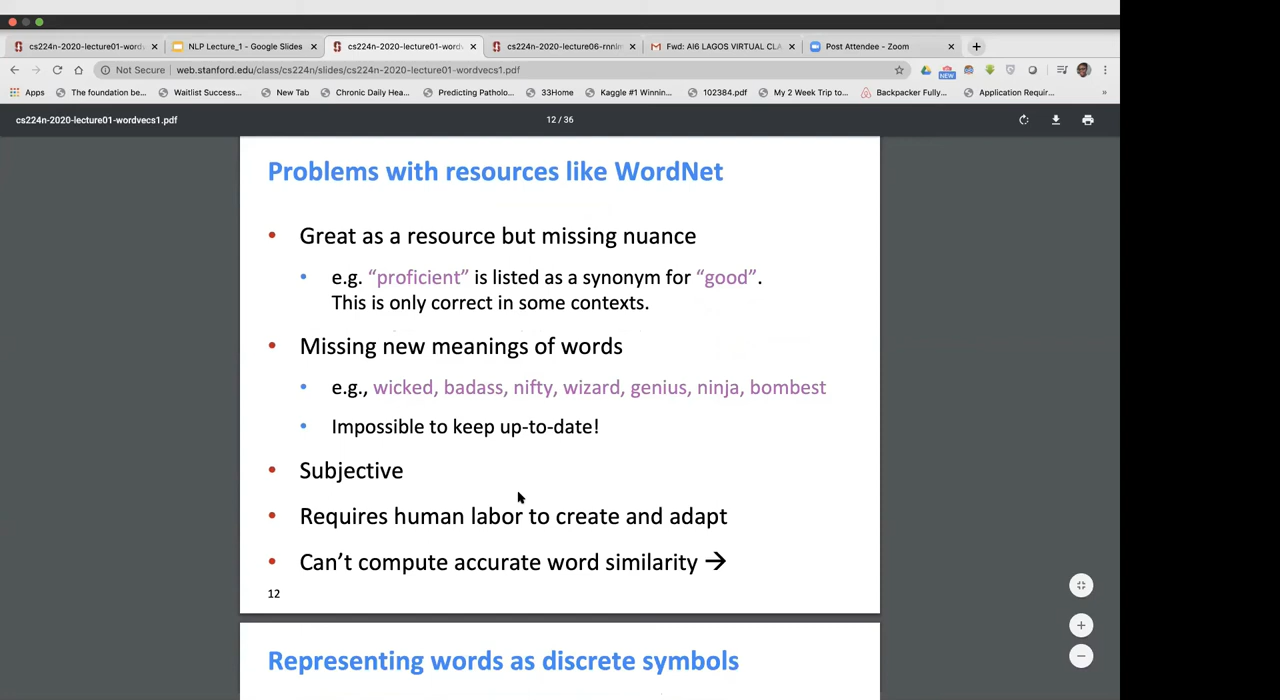 cs224n-2020-lecture01-word
NLP Lecture_1 - Google Slides
cs224n-2020-lecture01-wordve
cs224n-2020-lecture06-rnnlm
Fwd: AI6 LAGOS VIRTUAL CLA
Post Attendee - Zoom
Not Secure
web.stanford.edu/class/cs224n/slides/cs224n-2020-lecture01-wordvecs1.pdf
NEW
Apps
The foundation be...
Waitlist Success...
New Tab
Chronic Daily Hea...
Predicting Patholo...
33Home
Kaggle #1 Winnin...
102384.pdf
My 2 Week Trip to...
Backpacker Fully...
Application Requir...
»
cs224n-2020-lecture01-wordvecs1.pdf
12 / 36
Problems with resources like WordNet
• Great as a resource but missing nuance
• e.g. “proficient” is listed as a synonym for “good”.
This is only correct in some contexts.
• Missing new meanings of words
• e.g., wicked, badass, nifty, wizard, genius, ninja, bombest
• Impossible to keep up-to-date!
• Subjective
• Requires human labor to create and adapt
• Can’t compute accurate word similarity →
12
Representing words as discrete symbols